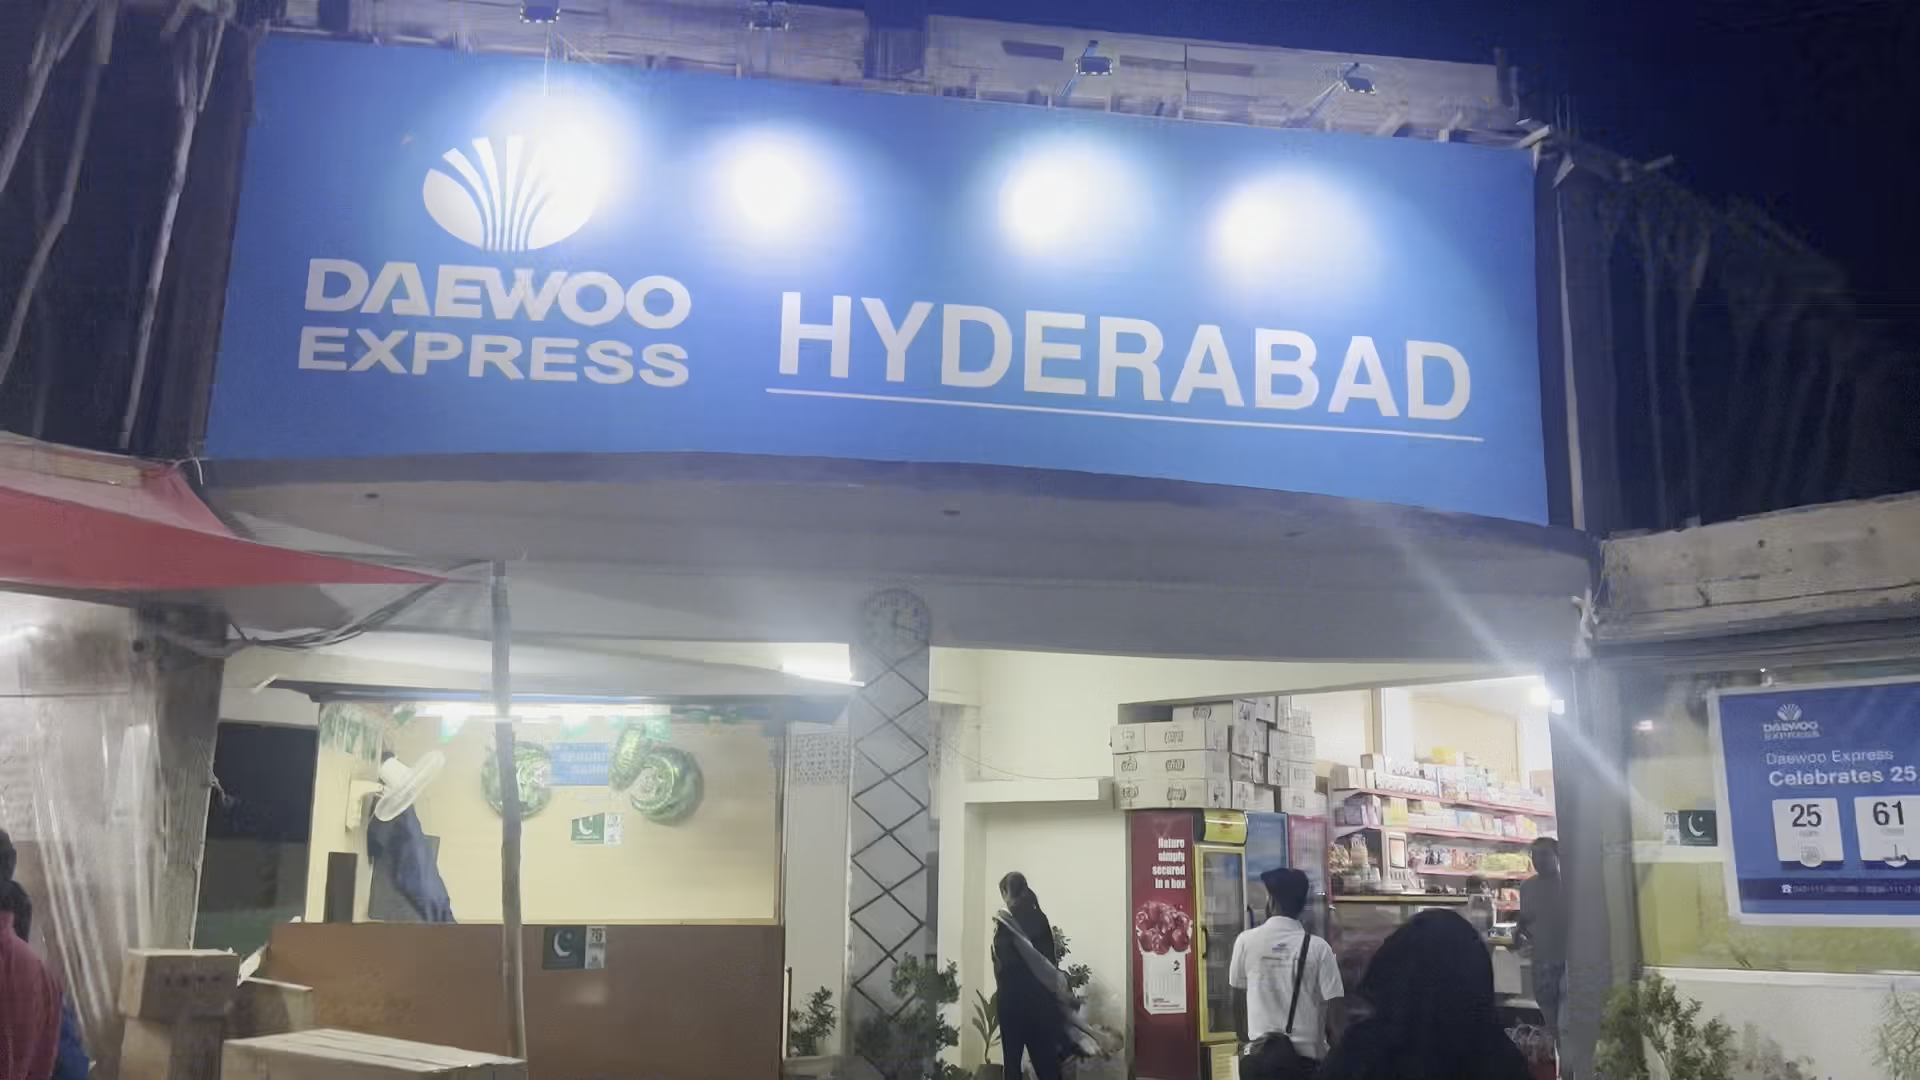 DAEWOO
EXPRESS
HYDERABAD
Nature
simply
secured
in a box
DAEWOO
EXPRESS
Daewoo Express
Celebrates 25
25
61